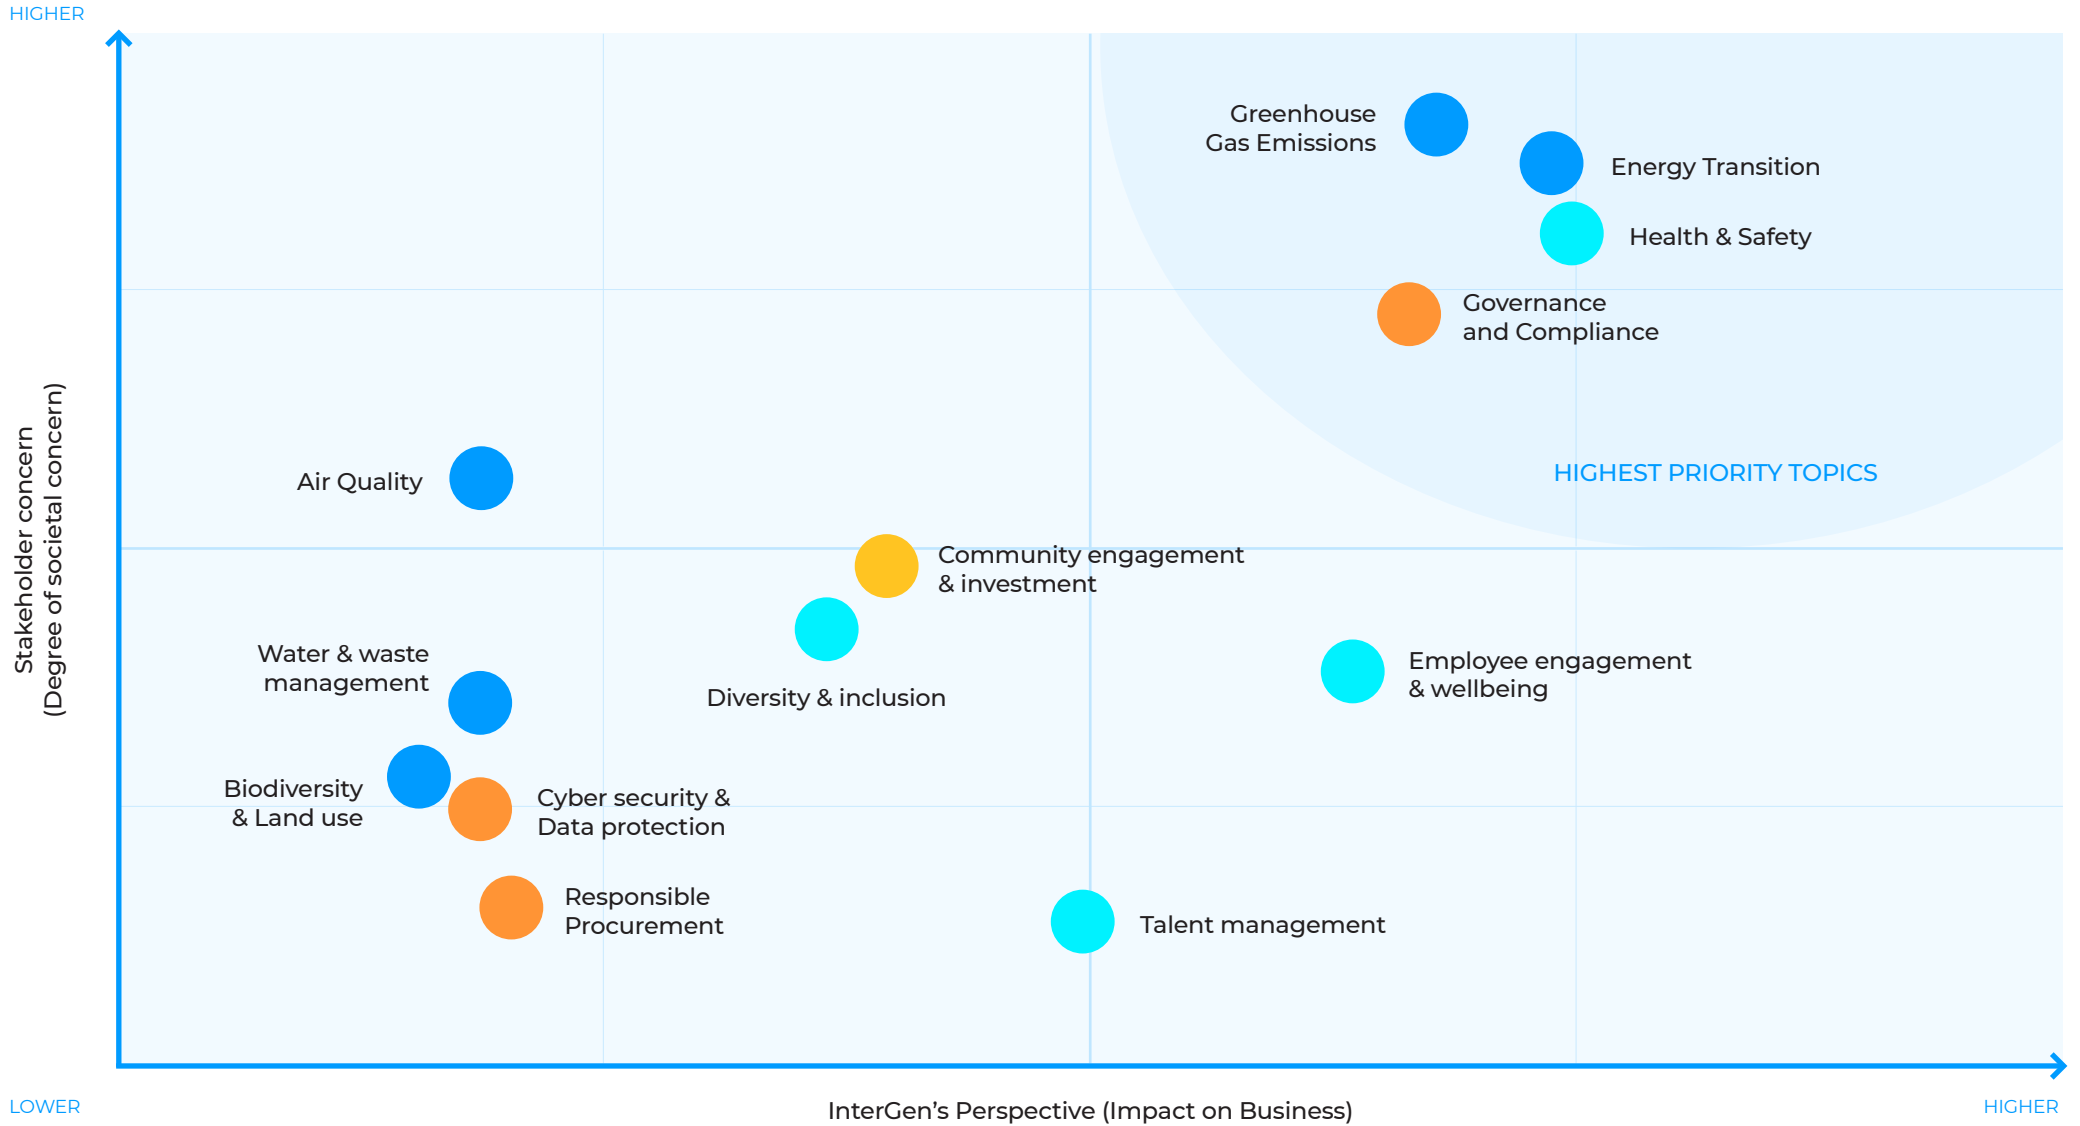 HIGHER
Greenhouse
Gas Emissions
Energy Transition
Health & Safety
Governance
and Compliance
HIGHEST PRIORITY TOPICS
Air Quality
Stakeholder concern
(Degree of societal concern)
Community engagement
& investment
Diversity & inclusion
Water & waste
management
Employee engagement
& wellbeing
Biodiversity
& Land use
Cyber security &
Data protection
Responsible
Procurement
Talent management
LOWER
InterGen’s Perspective (Impact on Business)
HIGHER